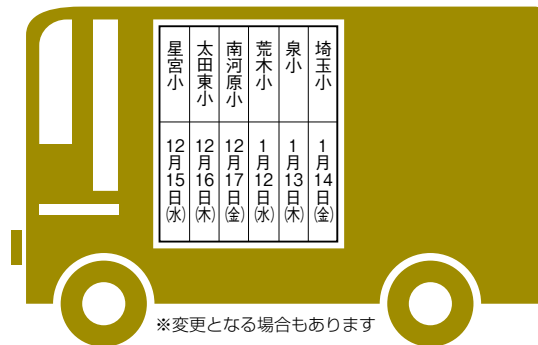 埼玉小
1月14日(金)
泉小
1月13日(木)
荒木小
1月12日(水)
南河原小
12月17日(金)
太田東小
12月16日(木)
星宮小
12月15日(水)
※変更となる場合もあります